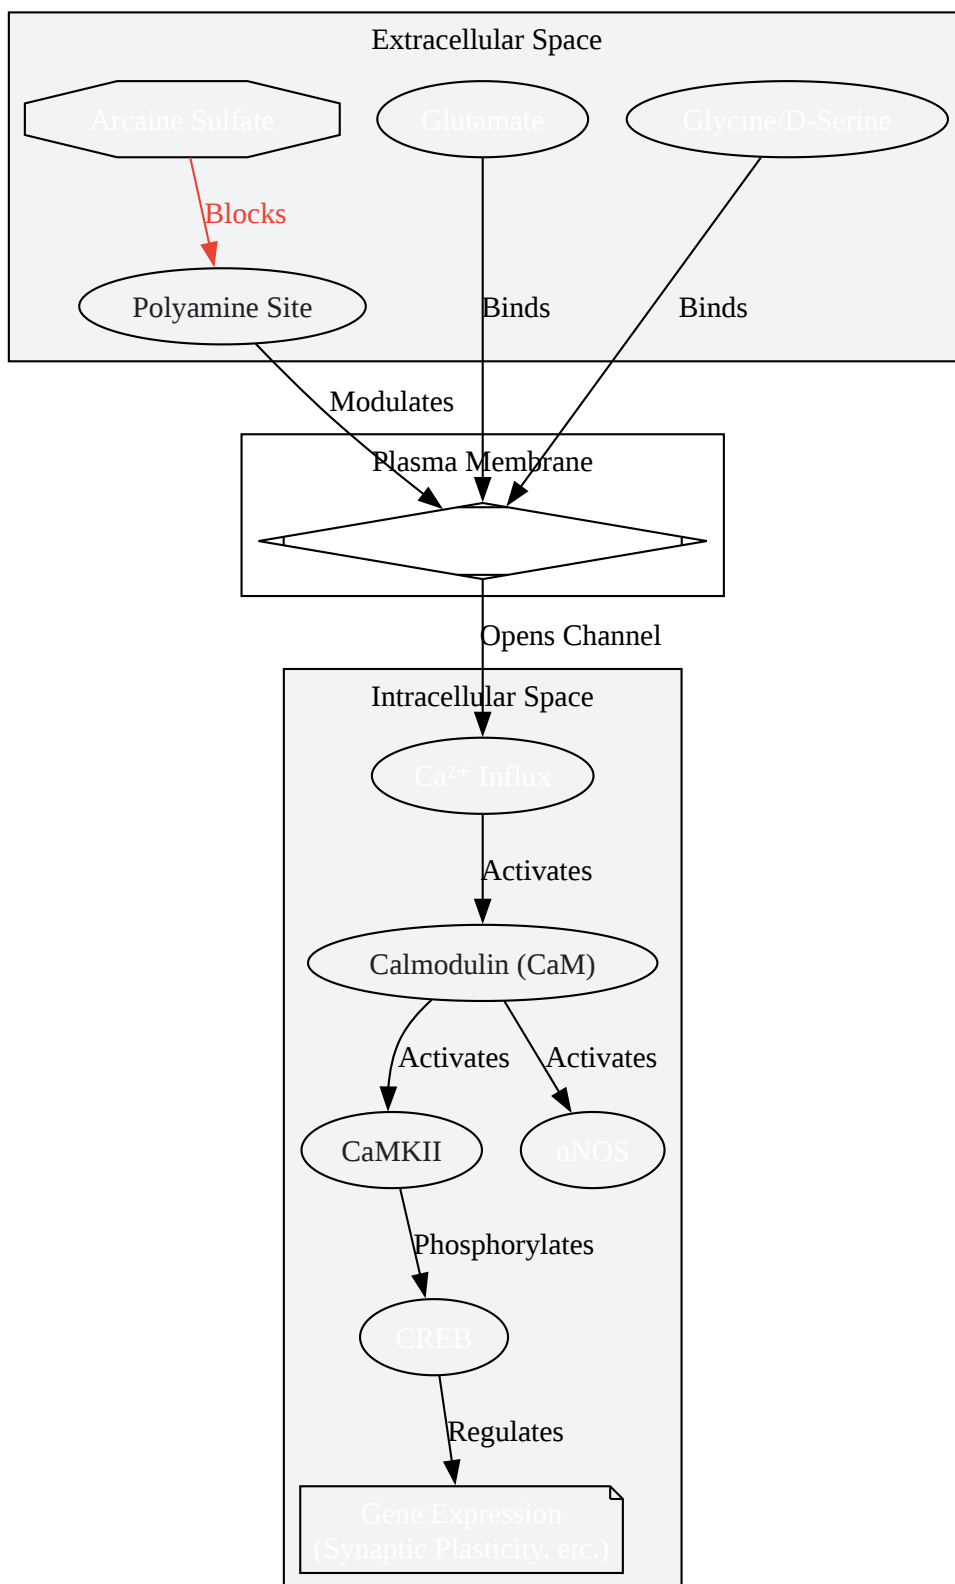 Extracellular Space
Arcaine Sulfate
Glutamate
Glycine/D-Serine
Blocks
Polyamine Site
Binds
Binds
Modulates
Plasma Membrane
Opens Channel
Intracellular Space
Ca²⁺ Influx
Activates
Calmodulin (CaM)
Activates
Activates
CaMKII
nNOS
Phosphorylates
CREB
Regulates
Gene Expression
(Synaptic Plasticity, etc.)